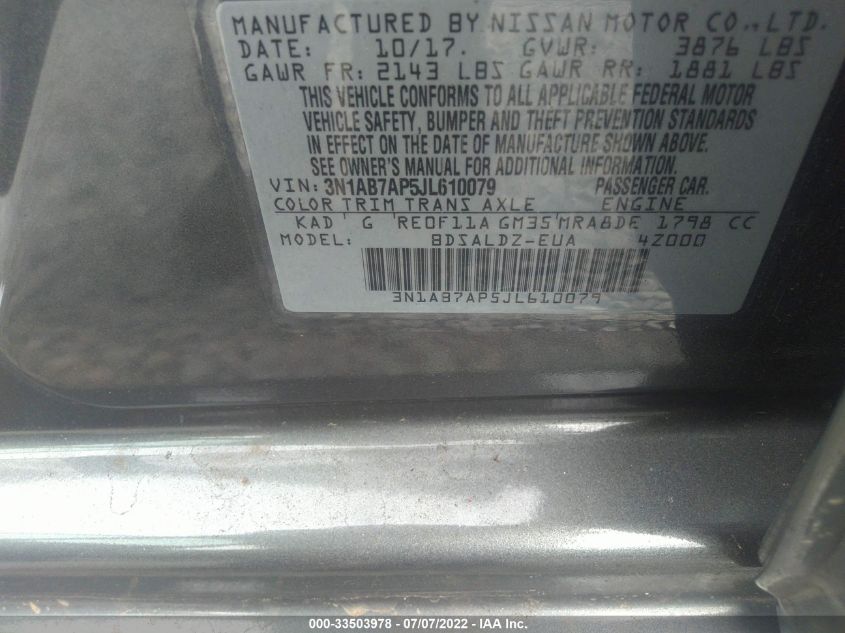 MANUFACTURED BY NISSAN MOTOR CO., LTD.
DATE: 10/17. GVWR: 3876 LBS
GAWR FR: 2143 LBS GAWR RR: 1881 LBS
THIS VEHICLE CONFORMS TO ALL APPLICABLE FEDERAL MOTOR
VEHICLE SAFETY, BUMPER AND THEFT PREVENTION STANDARDS
IN EFFECT ON THE DATE OF MANUFACTURE SHOWN ABOVE.
SEE OWNER'S MANUAL FOR ADDITIONAL INFORMATION.
VIN: 3N1AB7AP5JL610079 PASSENGER CAR.
COLOR TRIM TRANS AXLE ENGINE
KAD G RE0F11A GM35 MRA8DE 1798 CC
MODEL: BDSALDZ-EUA 4Z000
3N1AB7AP5JL610079
000-33503978 - 07/07/2022 - IAA Inc.